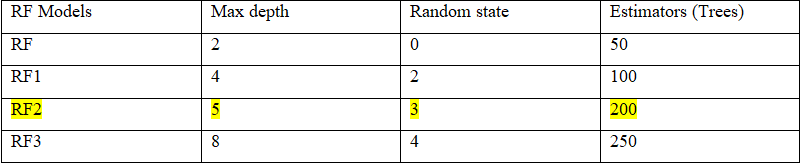 RF Models Max depth Random state Estimators (Trees)
RF 2 0 50
RF1 4 2 100
RF2 5 3 200
RF3 8 4 250